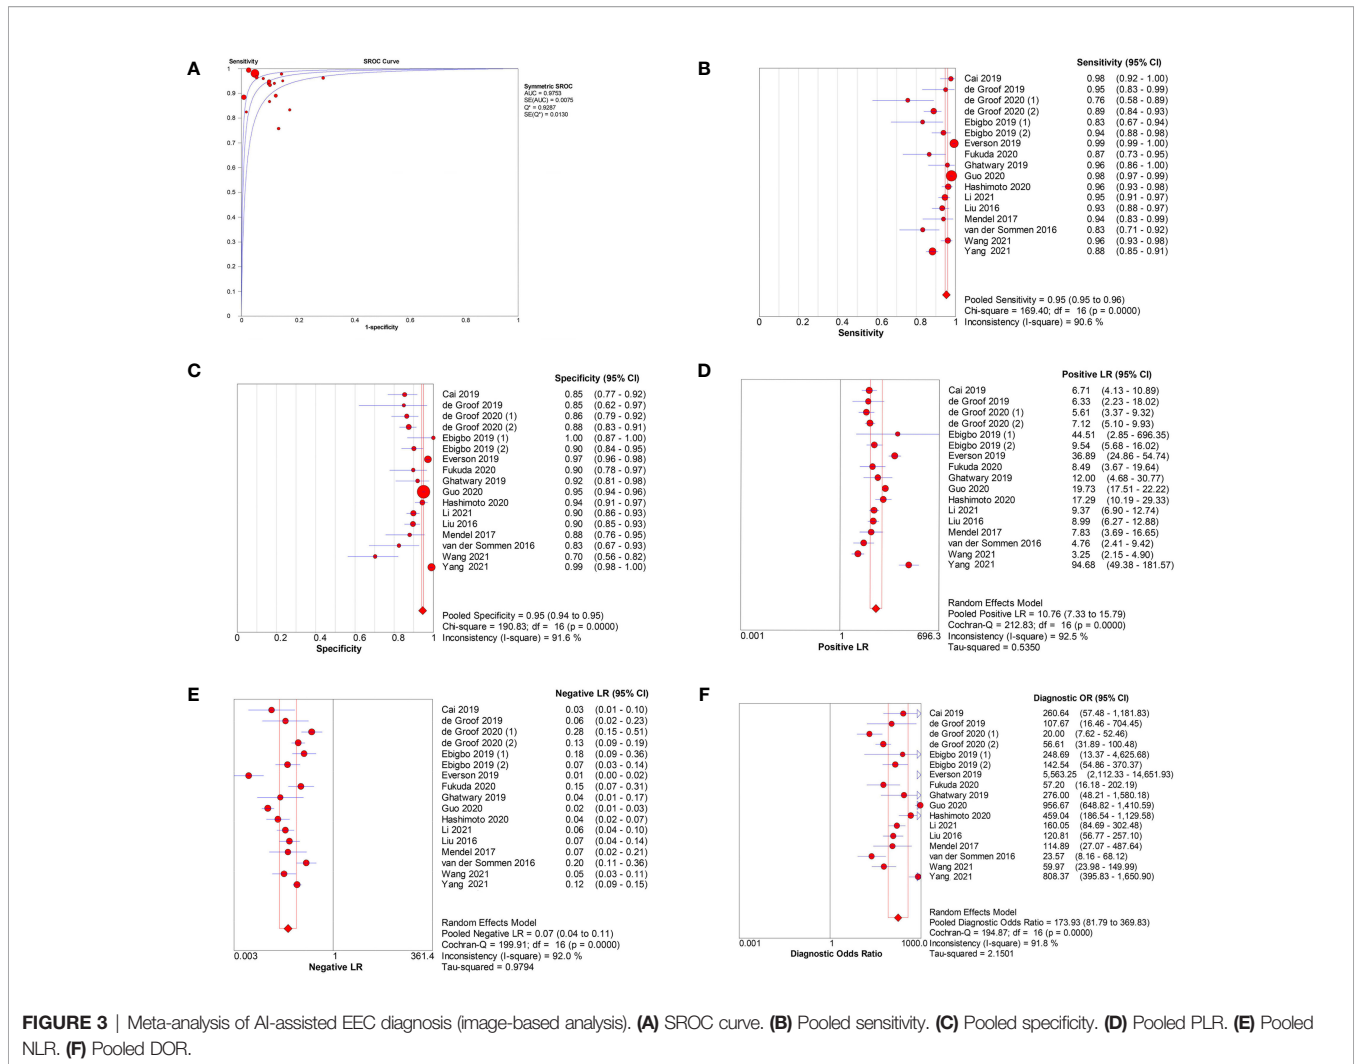 A
Sensitivity
SROC Curve
1
0.9
0.8
0.7
0.6
0.5
0.4
0.3
0.2
0.1
0
0
0.2
0.4
0.6
0.8
1
1-specificity
Symmetric SROC
AUC = 0.9753
SE(AUC) = 0.0075
Q* = 0.9287
SE(Q*) = 0.0130
B
Sensitivity (95% CI)
Cai 2019 0.98 (0.92 - 1.00)
de Groof 2019 0.95 (0.83 - 0.99)
de Groof 2020 (1) 0.76 (0.58 - 0.89)
de Groof 2020 (2) 0.89 (0.84 - 0.93)
Ebigbo 2019 (1) 0.83 (0.67 - 0.94)
Ebigbo 2019 (2) 0.94 (0.88 - 0.98)
Everson 2019 0.99 (0.99 - 1.00)
Fukuda 2020 0.87 (0.73 - 0.95)
Ghatwary 2019 0.96 (0.86 - 1.00)
Guo 2020 0.98 (0.97 - 0.99)
Hashimoto 2020 0.96 (0.93 - 0.98)
Li 2021 0.95 (0.91 - 0.97)
Liu 2016 0.93 (0.88 - 0.97)
Mendel 2017 0.94 (0.83 - 0.99)
van der Sommen 2016 0.83 (0.71 - 0.92)
Wang 2021 0.96 (0.93 - 0.98)
Yang 2021 0.88 (0.85 - 0.91)
Pooled Sensitivity = 0.95 (0.95 to 0.96)
Chi-square = 169.40; df = 16 (p = 0.0000)
Inconsistency (I-square) = 90.6 %
0 0.2 0.4 0.6 0.8 1
Sensitivity
C
Specificity (95% CI)
Cai 2019 0.85 (0.77 - 0.92)
de Groof 2019 0.85 (0.62 - 0.97)
de Groof 2020 (1) 0.86 (0.79 - 0.92)
de Groof 2020 (2) 0.88 (0.83 - 0.91)
Ebigbo 2019 (1) 1.00 (0.87 - 1.00)
Ebigbo 2019 (2) 0.90 (0.84 - 0.95)
Everson 2019 0.97 (0.96 - 0.98)
Fukuda 2020 0.90 (0.78 - 0.97)
Ghatwary 2019 0.92 (0.81 - 0.98)
Guo 2020 0.95 (0.94 - 0.96)
Hashimoto 2020 0.94 (0.91 - 0.97)
Li 2021 0.90 (0.86 - 0.93)
Liu 2016 0.90 (0.85 - 0.93)
Mendel 2017 0.88 (0.76 - 0.95)
van der Sommen 2016 0.83 (0.67 - 0.93)
Wang 2021 0.70 (0.56 - 0.82)
Yang 2021 0.99 (0.98 - 1.00)
Pooled Specificity = 0.95 (0.94 to 0.95)
Chi-square = 190.83; df = 16 (p = 0.0000)
Inconsistency (I-square) = 91.6 %
0 0.2 0.4 0.6 0.8 1
Specificity
D
Positive LR (95% CI)
Cai 2019 6.71 (4.13 - 10.89)
de Groof 2019 6.33 (2.23 - 18.02)
de Groof 2020 (1) 5.61 (3.37 - 9.32)
de Groof 2020 (2) 7.12 (5.10 - 9.93)
Ebigbo 2019 (1) 44.51 (2.85 - 696.35)
Ebigbo 2019 (2) 9.54 (5.68 - 16.02)
Everson 2019 36.89 (24.86 - 54.74)
Fukuda 2020 8.49 (3.67 - 19.64)
Ghatwary 2019 12.00 (4.68 - 30.77)
Guo 2020 19.73 (17.51 - 22.22)
Hashimoto 2020 17.29 (10.19 - 29.33)
Li 2021 9.37 (6.90 - 12.74)
Liu 2016 8.99 (6.27 - 12.88)
Mendel 2017 7.83 (3.69 - 16.65)
van der Sommen 2016 4.76 (2.41 - 9.42)
Wang 2021 3.25 (2.15 - 4.90)
Yang 2021 94.68 (49.38 - 181.57)
Random Effects Model
Pooled Positive LR = 10.76 (7.33 to 15.79)
Cochran-Q = 212.83; df = 16 (p = 0.0000)
Inconsistency (I-square) = 92.5 %
Tau-squared = 0.5350
0.001 1 696.3
Positive LR
E
Negative LR (95% CI)
Cai 2019 0.03 (0.01 - 0.10)
de Groof 2019 0.06 (0.02 - 0.23)
de Groof 2020 (1) 0.28 (0.15 - 0.51)
de Groof 2020 (2) 0.13 (0.09 - 0.19)
Ebigbo 2019 (1) 0.18 (0.09 - 0.36)
Ebigbo 2019 (2) 0.07 (0.03 - 0.14)
Everson 2019 0.01 (0.00 - 0.02)
Fukuda 2020 0.15 (0.07 - 0.31)
Ghatwary 2019 0.04 (0.01 - 0.17)
Guo 2020 0.02 (0.01 - 0.03)
Hashimoto 2020 0.04 (0.02 - 0.07)
Li 2021 0.06 (0.04 - 0.10)
Liu 2016 0.07 (0.04 - 0.14)
Mendel 2017 0.07 (0.02 - 0.21)
van der Sommen 2016 0.20 (0.11 - 0.36)
Wang 2021 0.05 (0.03 - 0.11)
Yang 2021 0.12 (0.09 - 0.15)
Random Effects Model
Pooled Negative LR = 0.07 (0.04 to 0.11)
Cochran-Q = 199.91; df = 16 (p = 0.0000)
Inconsistency (I-square) = 92.0 %
Tau-squared = 0.9794
0.003 1 361.4
Negative LR
F
Diagnostic OR (95% CI)
Cai 2019 260.64 (57.48 - 1,181.83)
de Groof 2019 107.67 (16.46 - 704.45)
de Groof 2020 (1) 20.00 (7.62 - 52.46)
de Groof 2020 (2) 56.61 (31.89 - 100.48)
Ebigbo 2019 (1) 248.69 (13.37 - 4,625.68)
Ebigbo 2019 (2) 142.54 (54.86 - 370.37)
Everson 2019 5,563.25 (2,112.33 - 14,651.93)
Fukuda 2020 57.20 (16.18 - 202.19)
Ghatwary 2019 276.00 (48.21 - 1,580.18)
Guo 2020 956.67 (648.82 - 1,410.59)
Hashimoto 2020 459.04 (186.54 - 1,129.58)
Li 2021 160.05 (84.69 - 302.48)
Liu 2016 120.81 (56.77 - 257.10)
Mendel 2017 114.89 (27.07 - 487.64)
van der Sommen 2016 23.57 (8.16 - 68.12)
Wang 2021 59.97 (23.98 - 149.99)
Yang 2021 808.37 (395.83 - 1,650.90)
Random Effects Model
Pooled Diagnostic Odds Ratio = 173.93 (81.79 to 369.83)
Cochran-Q = 194.87; df = 16 (p = 0.0000)
Inconsistency (I-square) = 91.8 %
Tau-squared = 2.1501
0.001 1 1000.0
Diagnostic Odds Ratio
FIGURE 3 | Meta-analysis of AI-assisted EEC diagnosis (image-based analysis). (A) SROC curve. (B) Pooled sensitivity. (C) Pooled specificity. (D) Pooled PLR. (E) Pooled
NLR. (F) Pooled DOR.